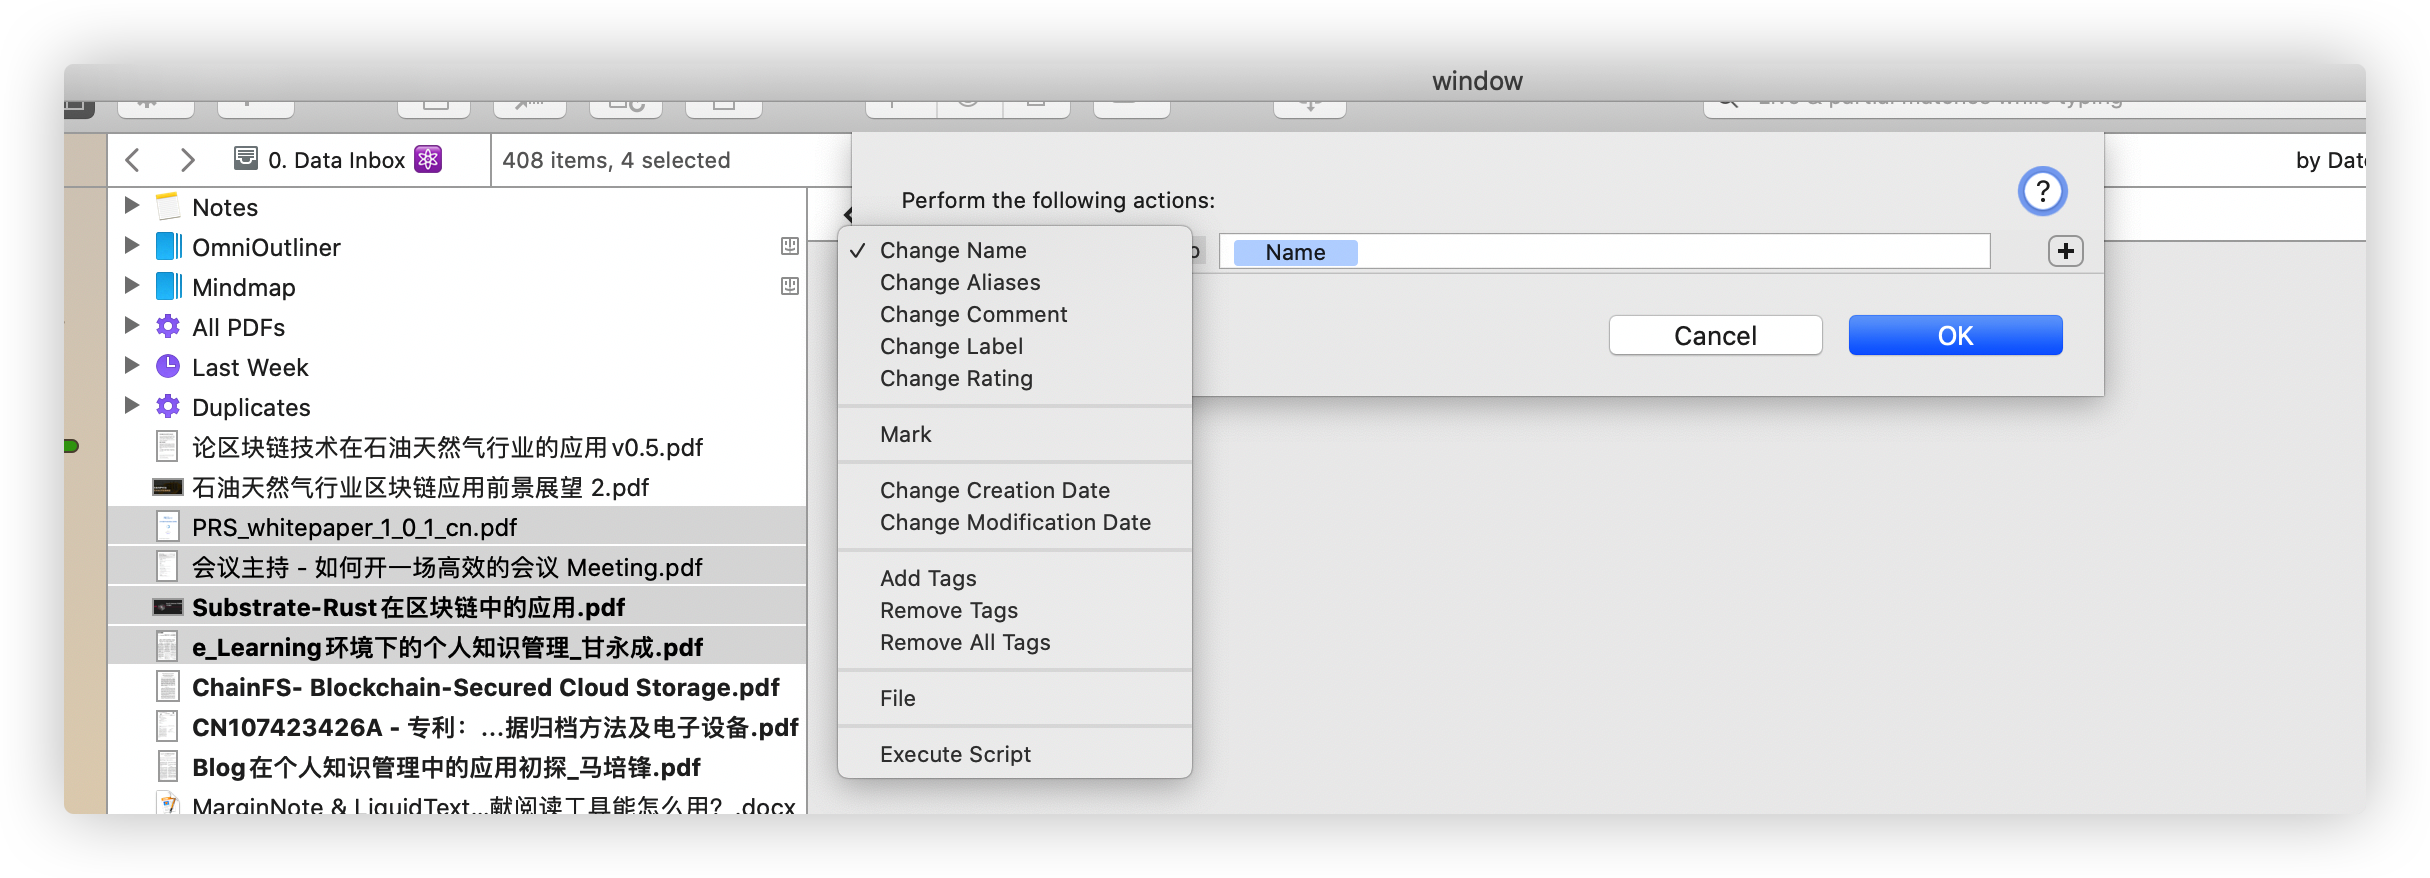 window
0. Data Inbox
408 items, 4 selected
by Date
Notes
OmniOutliner
Mindmap
All PDFs
Last Week
Duplicates
论区块链技术在石油天然气行业的应用v0.5.pdf
石油天然气行业区块链应用前景展望 2.pdf
PRS_whitepaper_1_0_1_cn.pdf
会议主持 - 如何开一场高效的会议 Meeting.pdf
Substrate-Rust在区块链中的应用.pdf
e_Learning环境下的个人知识管理_甘永成.pdf
ChainFS- Blockchain-Secured Cloud Storage.pdf
CN107423426A - 专利：…据归档方法及电子设备.pdf
Blog在个人知识管理中的应用初探_马培锋.pdf
MarginNote & LiquidText…献阅读工具能怎么用？.docx
Perform the following actions:
?
Name
Cancel
OK
✓ Change Name
Change Aliases
Change Comment
Change Label
Change Rating
Mark
Change Creation Date
Change Modification Date
Add Tags
Remove Tags
Remove All Tags
File
Execute Script